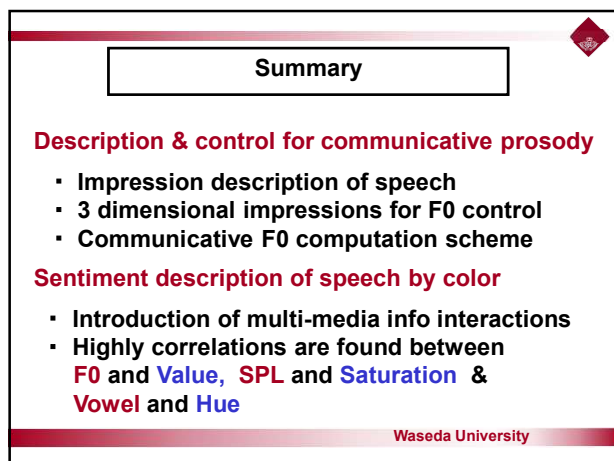 Summary
Description & control for communicative prosody
・ Impression description of speech
・ 3 dimensional impressions for F0 control
・ Communicative F0 computation scheme
Sentiment description of speech by color
・ Introduction of multi-media info interactions
・ Highly correlations are found between
F0 and Value, SPL and Saturation &
Vowel and Hue
Waseda University